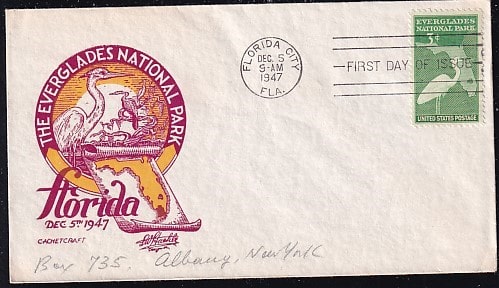 THE EVERGLADES NATIONAL PARK
Florida
DEC 5TH 1947
CACHETCRAFT
FLORIDA CITY
DEC. 5
9-AM
1947
FLA.
FIRST DAY OF ISSUE
EVERGLADES
NATIONAL PARK
3¢
UNITED STATES POSTAGE
Box 735, Albany, New York